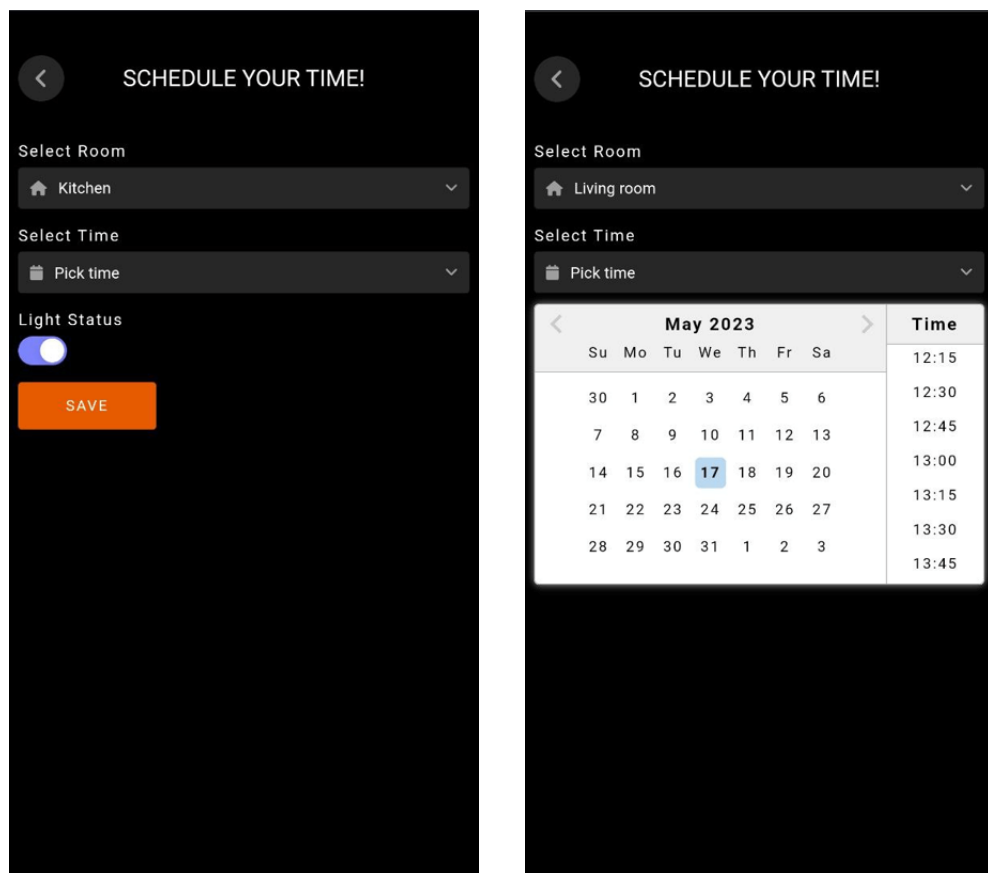 SCHEDULE YOUR TIME!
Select Room
Kitchen
Select Time
Pick time
Light Status
SAVE
SCHEDULE YOUR TIME!
Select Room
Living room
Select Time
Pick time
May 2023
Su Mo Tu We Th Fr Sa
30 1 2 3 4 5 6
7 8 9 10 11 12 13
14 15 16 17 18 19 20
21 22 23 24 25 26 27
28 29 30 31 1 2 3
Time
12:15
12:30
12:45
13:00
13:15
13:30
13:45